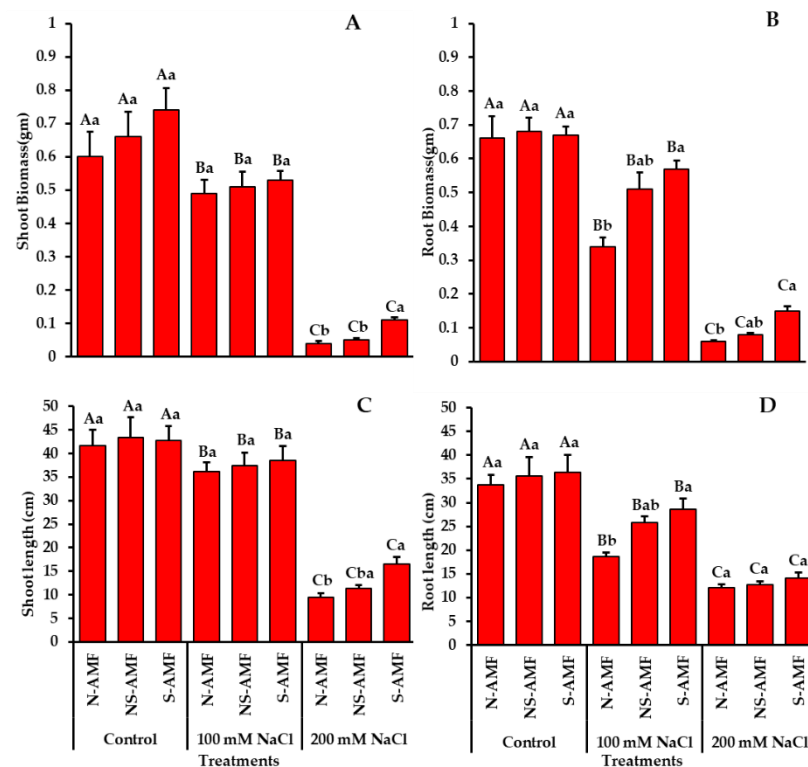 A
Shoot Biomass(gm)
1
0.9
0.8
0.7
0.6
0.5
0.4
0.3
0.2
0.1
0
Aa Aa Aa Ba Ba Ba Cb Cb Ca
B
Root Biomass(gm)
1
0.9
0.8
0.7
0.6
0.5
0.4
0.3
0.2
0.1
0
Aa Aa Aa Bb Bab Ba Cb Cab Ca
C
Shoot length (cm)
50
45
40
35
30
25
20
15
10
5
0
Aa Aa Aa Ba Ba Ba Cb Cba Ca
N-AMF NS-AMF S-AMF N-AMF NS-AMF S-AMF N-AMF NS-AMF S-AMF
Control 100 mM NaCl 200 mM NaCl
Treatments
D
Root length (cm)
50
45
40
35
30
25
20
15
10
5
0
Aa Aa Aa Bb Bab Ba Ca Ca Ca
N-AMF NS-AMF S-AMF N-AMF NS-AMF S-AMF N-AMF NS-AMF S-AMF
Control 100 mM NaCl 200 mM NaCl
Treatments